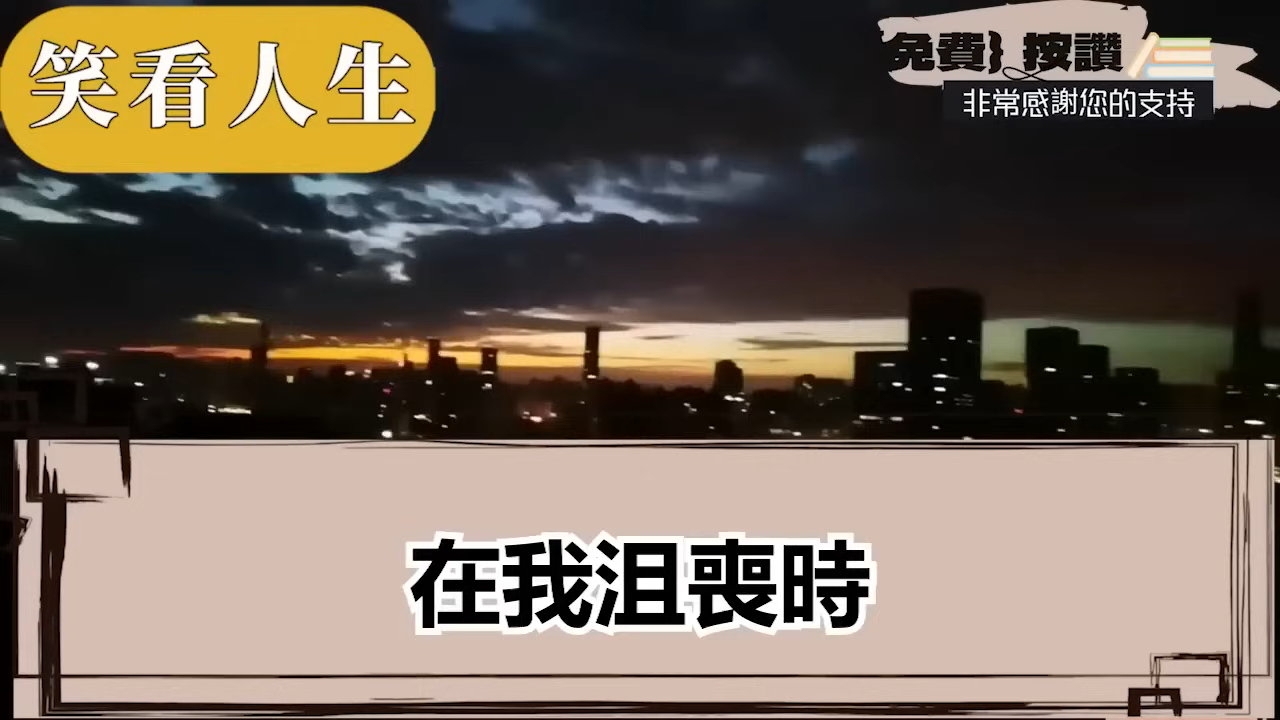 笑看人生
免費 按讚
非常感謝您的支持
在我沮喪時